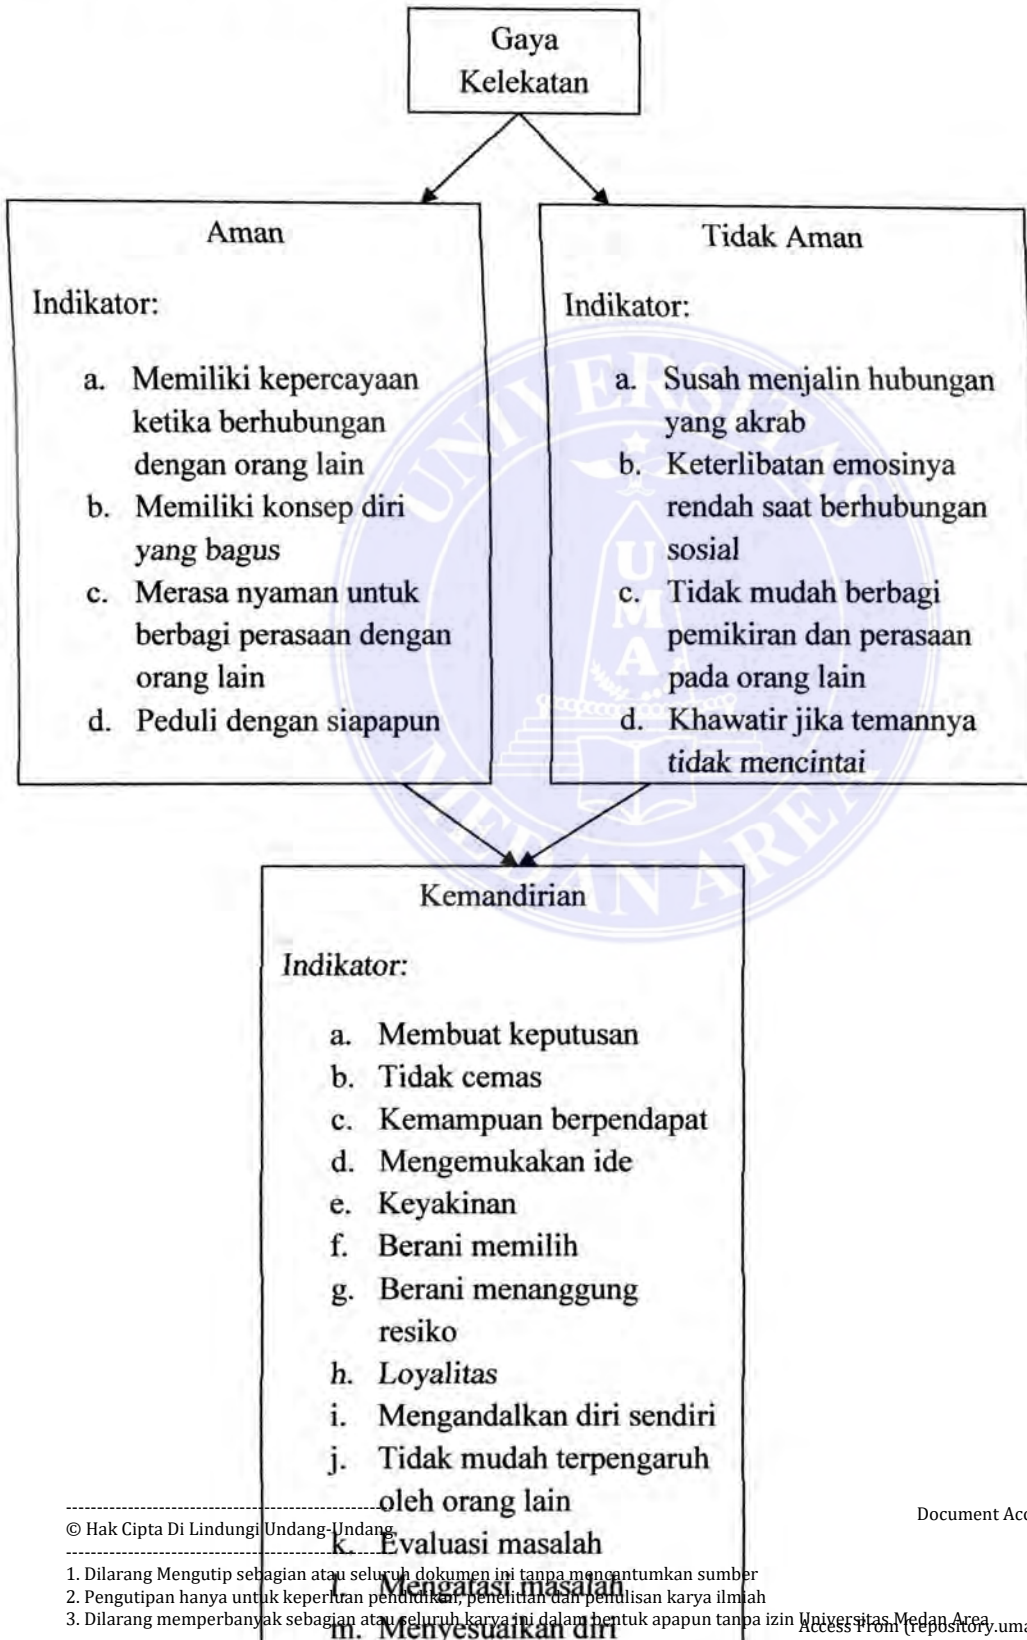 Gaya
Kelekatan
Aman
Indikator:
a. Memiliki kepercayaan
ketika berhubungan
dengan orang lain
b. Memiliki konsep diri
yang bagus
c. Merasa nyaman untuk
berbagi perasaan dengan
orang lain
d. Peduli dengan siapapun
Tidak Aman
Indikator:
a. Susah menjalin hubungan
yang akrab
b. Keterlibatan emosinya
rendah saat berhubungan
sosial
c. Tidak mudah berbagi
pemikiran dan perasaan
pada orang lain
d. Khawatir jika temannya
tidak mencintai
UNIVERSITAS
UMA
MEDAN AREA
Kemandirian
Indikator:
a. Membuat keputusan
b. Tidak cemas
c. Kemampuan berpendapat
d. Mengemukakan ide
e. Keyakinan
f. Berani memilih
g. Berani menanggung
resiko
h. Loyalitas
i. Mengandalkan diri sendiri
j. Tidak mudah terpengaruh
oleh orang lain
k. Evaluasi masalah
l. Mengatasi masalah
m. Menyesuaikan diri
© Hak Cipta Di Lindungi Undang-Undang
Document Acc
1. Dilarang Mengutip sebagian atau seluruh dokumen ini tanpa mencantumkan sumber
2. Pengutipan hanya untuk keperluan pendidikan, penelitian dan penulisan karya ilmiah
3. Dilarang memperbanyak sebagian atau seluruh karya ini dalam bentuk apapun tanpa izin Universitas Medan Area
Access From (repository.uma